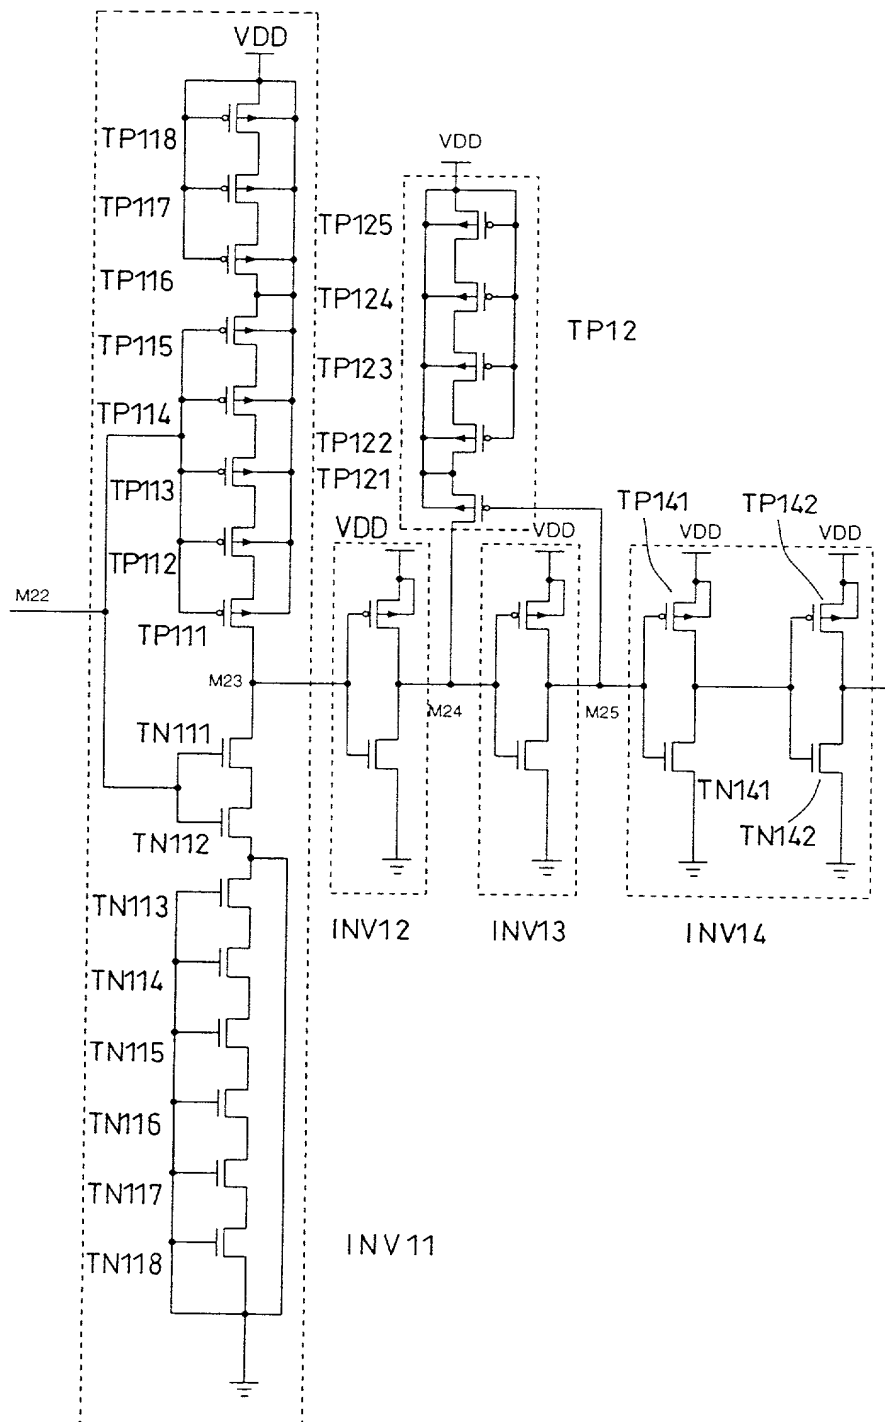 VDD
TP118
TP117
TP116
TP115
TP114
TP113
TP112
TP111
M22
M23
TN111
TN112
TN113
TN114
TN115
TN116
TN117
TN118
INV11
VDD
TP125
TP124
TP123
TP122
TP121
TP12
VDD
M24
INV12
VDD
M25
INV13
TP141
VDD
TP142
VDD
TN141
TN142
INV14